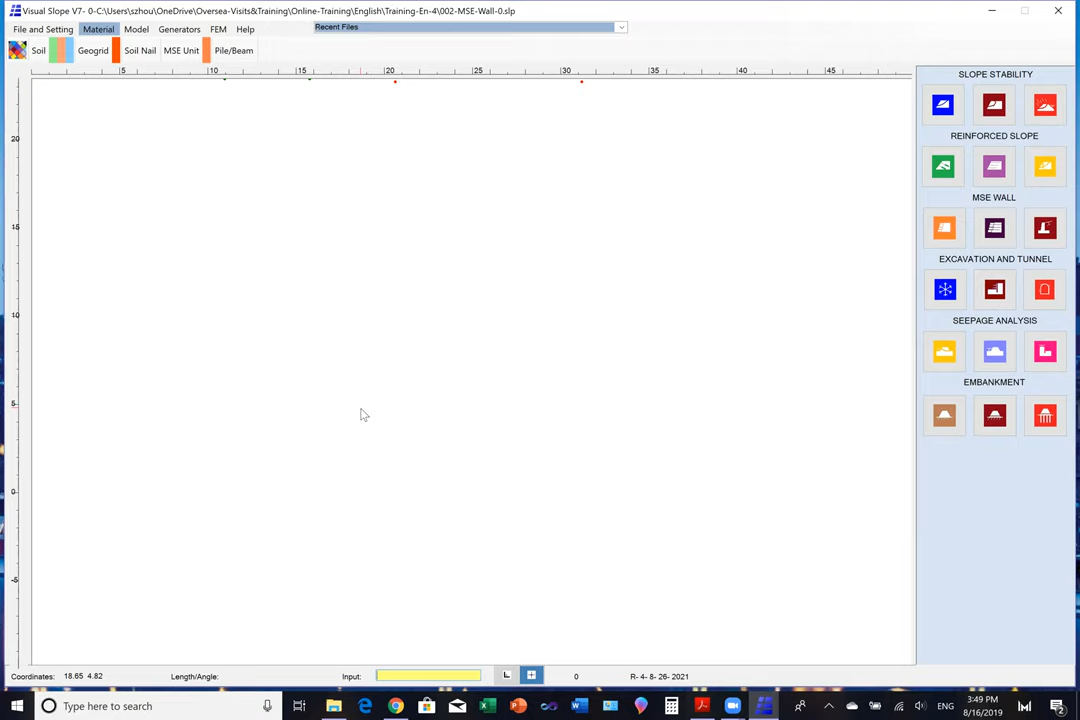 Visual Slope V7- 0-C:\Users\szhou\OneDrive\Oversea-Visits&Training\Online-Training\English\Training-En-4\002-MSE-Wall-0.slp
File and Setting Material Model Generators FEM Help Recent Files
Soil Geogrid Soil Nail MSE Unit Pile/Beam
5 10 15 20 25 30 35 40 45
SLOPE STABILITY
REINFORCED SLOPE
MSE WALL
EXCAVATION AND TUNNEL
SEEPAGE ANALYSIS
EMBANKMENT
20
15
10
5
0
-5
Coordinates: 18.65 4.82 Length/Angle: Input: L 0 R- 4- 8- 26- 2021
Type here to search ENG 3:49 PM
8/16/2019 2